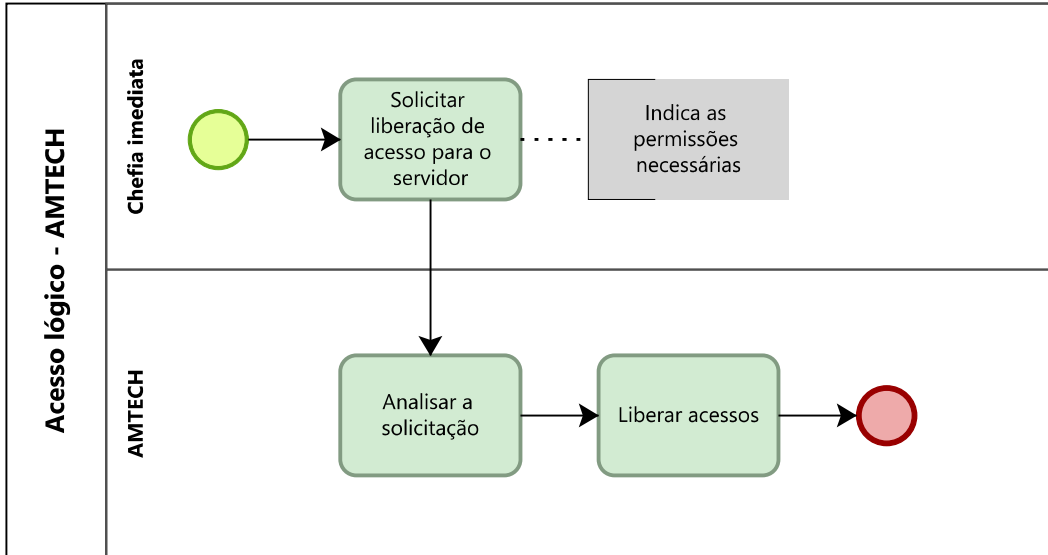 Acesso lógico - AMTECH
Chefia imediata
Solicitar
liberação de
acesso para o
servidor
Indica as
permissões
necessárias
AMTECH
Analisar a
solicitação
Liberar acessos